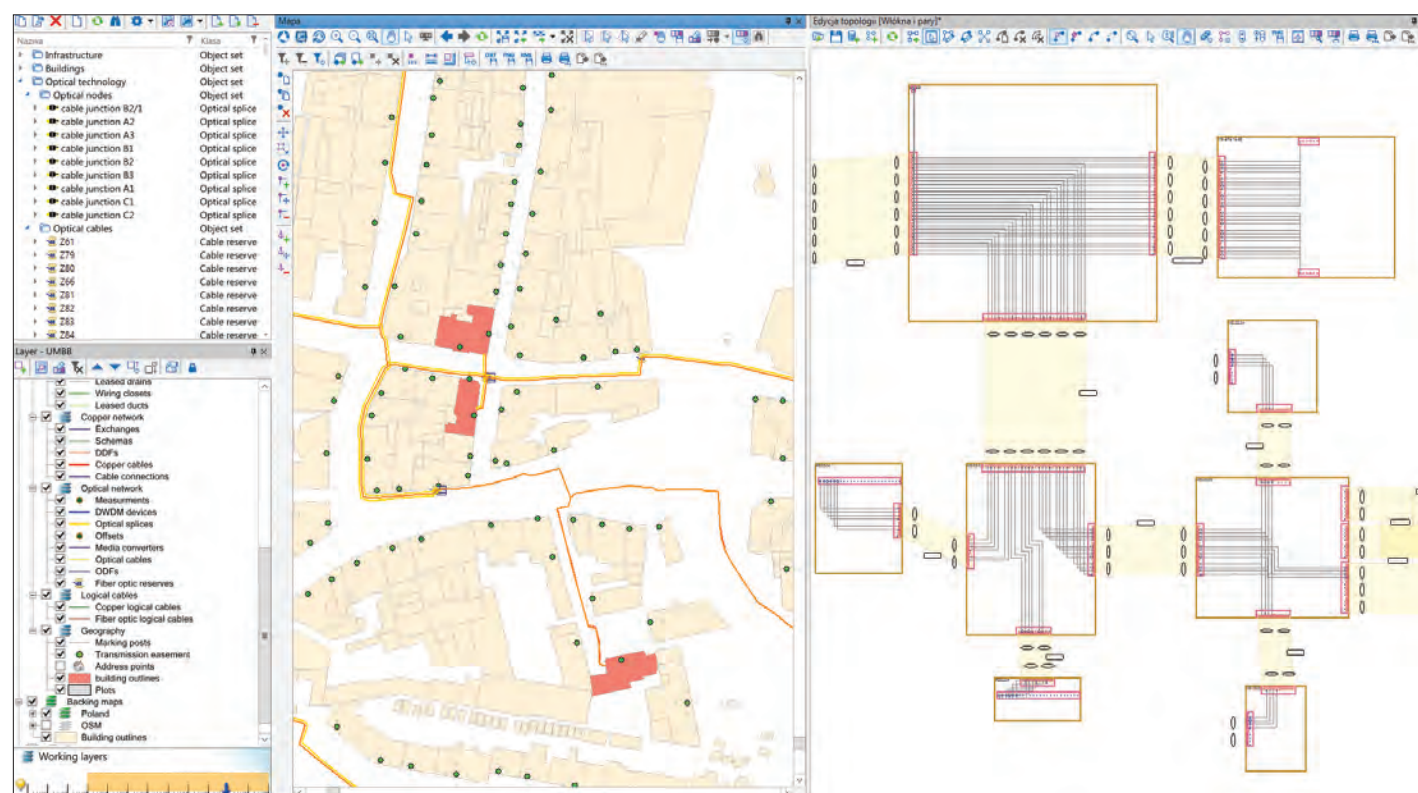 Nazwa Klasa
Infrastructure Object set
Buildings Object set
Optical technology Object set
Optical nodes Object set
cable junction B2/1 Optical splice
cable junction A2 Optical splice
cable junction A3 Optical splice
cable junction B1 Optical splice
cable junction B2 Optical splice
cable junction B3 Optical splice
cable junction A1 Optical splice
cable junction C1 Optical splice
cable junction C2 Optical splice
Optical cables Object set
Z61 Cable reserve
Z79 Cable reserve
Z80 Cable reserve
Z66 Cable reserve
Z81 Cable reserve
Z82 Cable reserve
Z83 Cable reserve
Z84 Cable reserve
Layer - UMBB
Leased drains
Wiring closets
Leased ducts
Copper network
Exchanges
Schemas
DDFs
Copper cables
Cable connections
Optical network
Measurments
DWDM devices
Optical splices
Offsets
Media converters
Optical cables
ODFs
Fiber optic reserves
Logical cables
Copper logical cables
Fiber optic logical cables
Geography
Marking posts
Transmission easement
Address points
building outlines
Plots
Backing maps
Poland
OSM
Building outlines
Working layers
Mapa
Edycja topologii [Włókna i pary]*